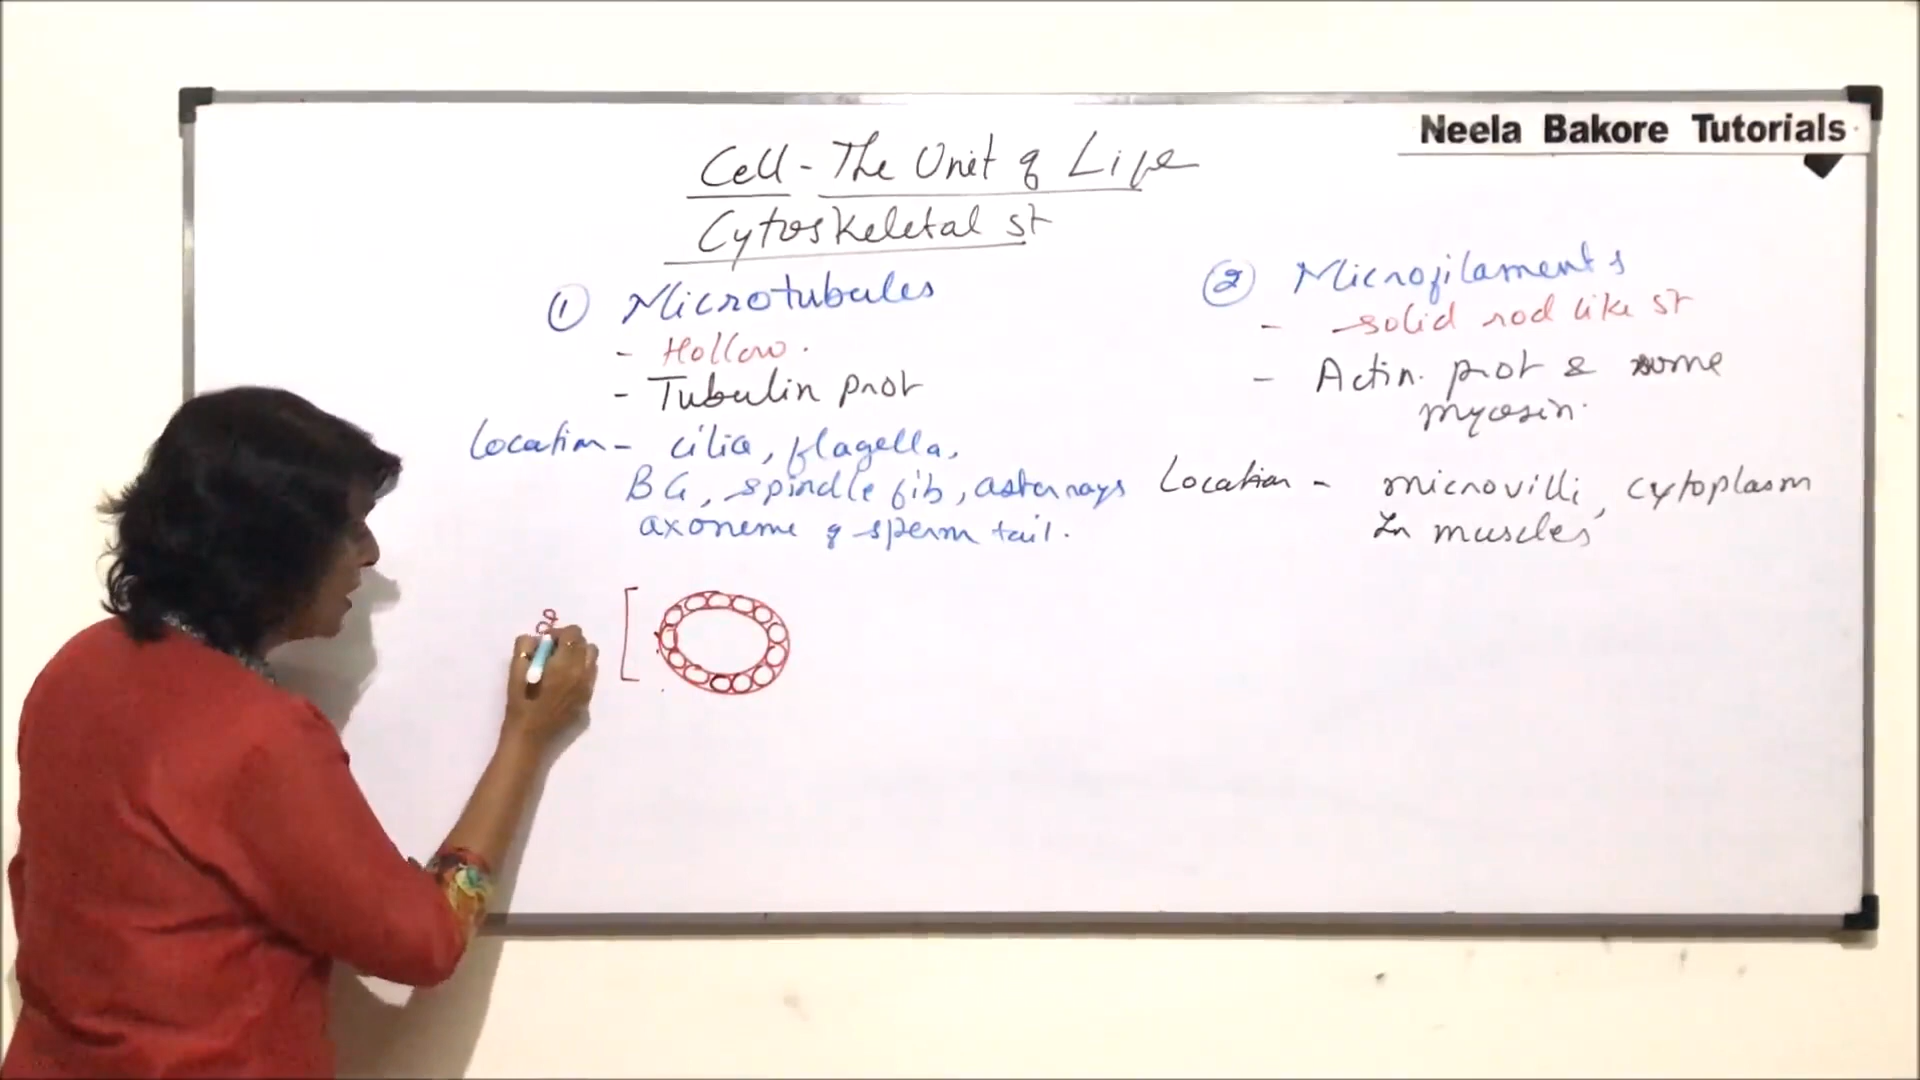 Neela Bakore Tutorials
Cell - The Unit of Life
Cytoskeletal st
① Microtubules
- Hollow.
- Tubulin prot
Location - cilia, flagella,
BG, spindle fib, aster rays
axoneme of sperm tail.
② Microfilaments
- solid rod like st
- Actin. prot & some
myosin.
Location - microvilli, cytoplasm
In muscles
2